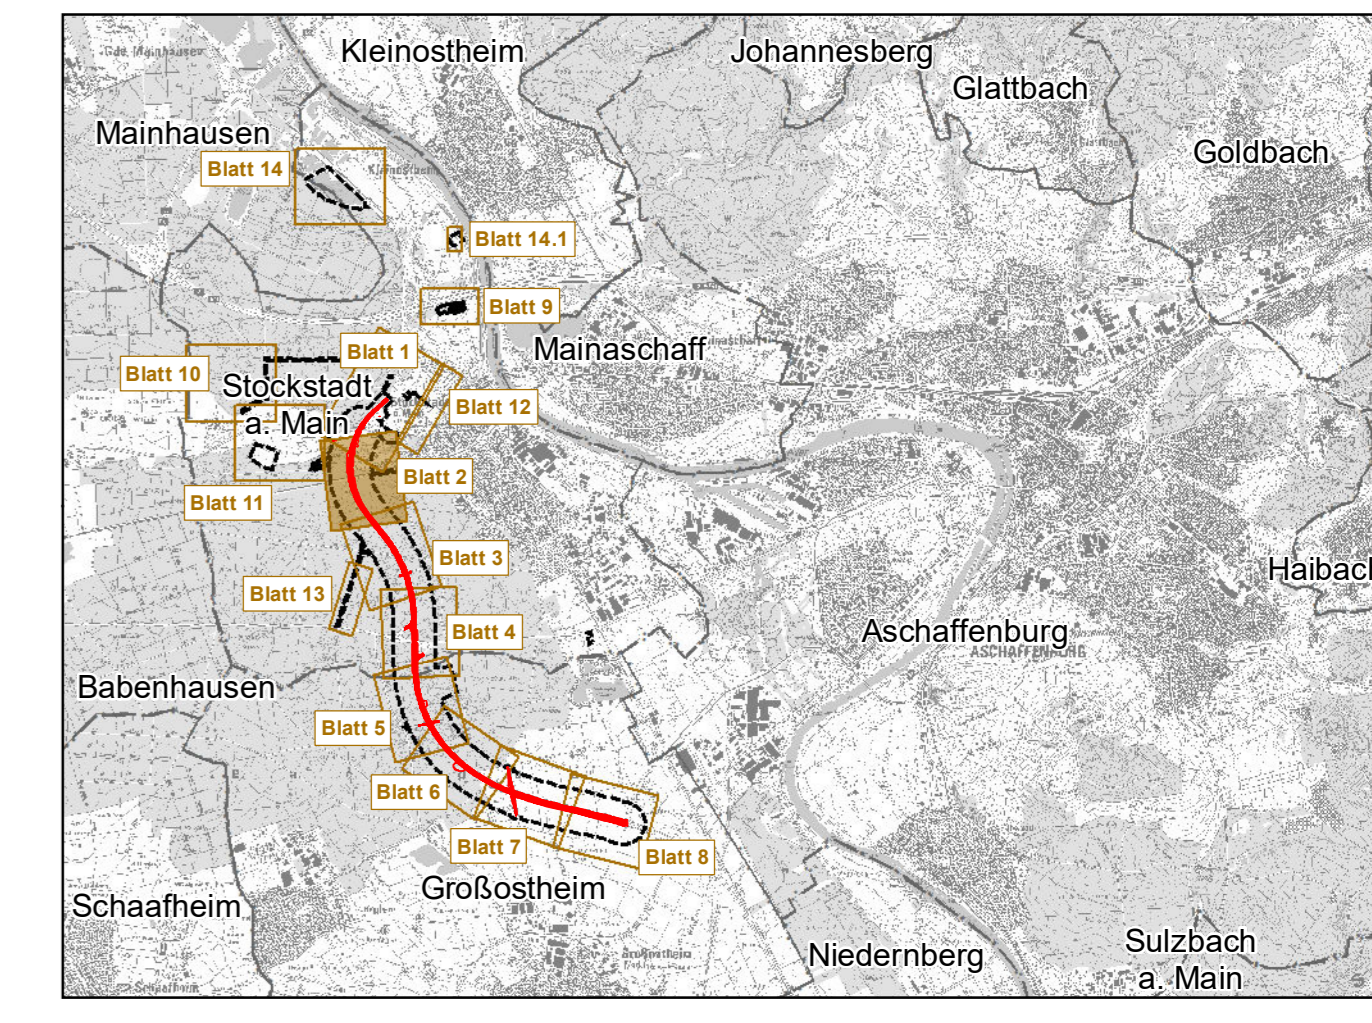 Kleinostheim
Johannesberg
Glattbach
Mainhausen
Goldbach
Blatt 14
Blatt 14.1
Blatt 9
Mainaschaff
Blatt 1
Blatt 10
Stockstadt
a. Main
Blatt 12
Blatt 2
Blatt 11
Blatt 3
Haibach
Blatt 13
Blatt 4
Aschaffenburg
ASCHAFFENBURG
Babenhausen
Blatt 5
Blatt 6
Blatt 7
Blatt 8
Großostheim
Schaafheim
Niedernberg
Sulzbach
a. Main